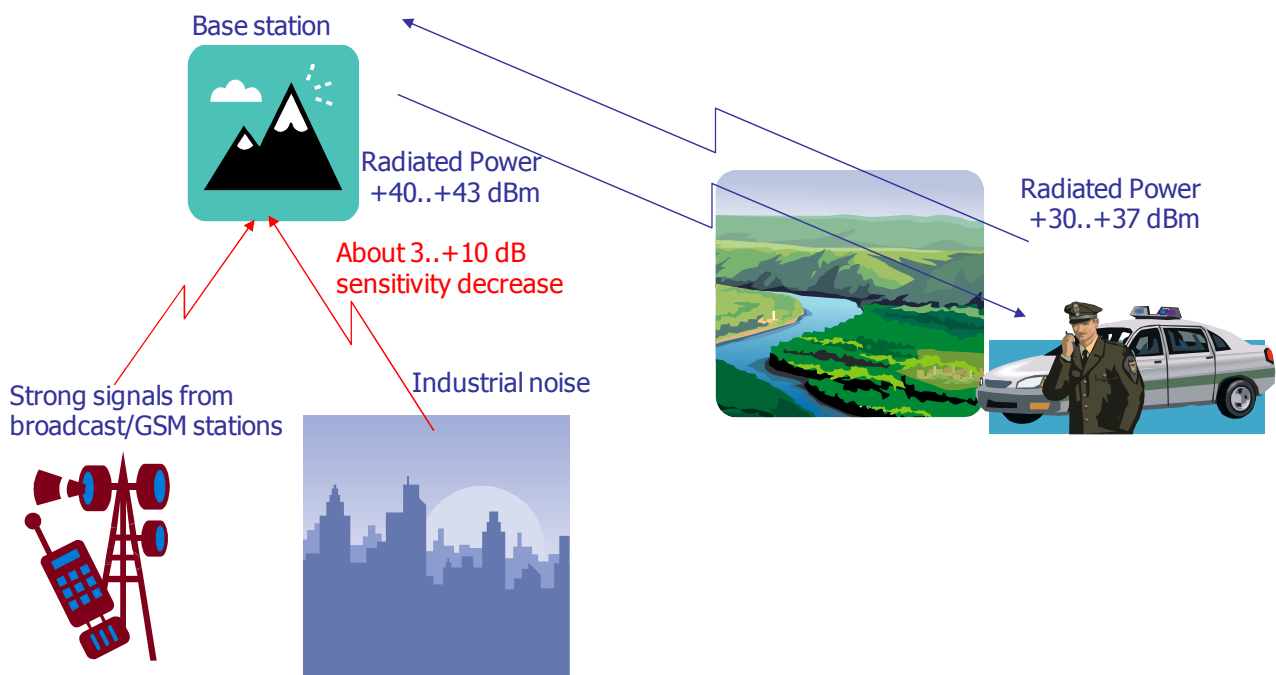 Base station
Radiated Power
+40..+43 dBm
Radiated Power
+30..+37 dBm
About 3..+10 dB
sensitivity decrease
Industrial noise
Strong signals from
broadcast/GSM stations